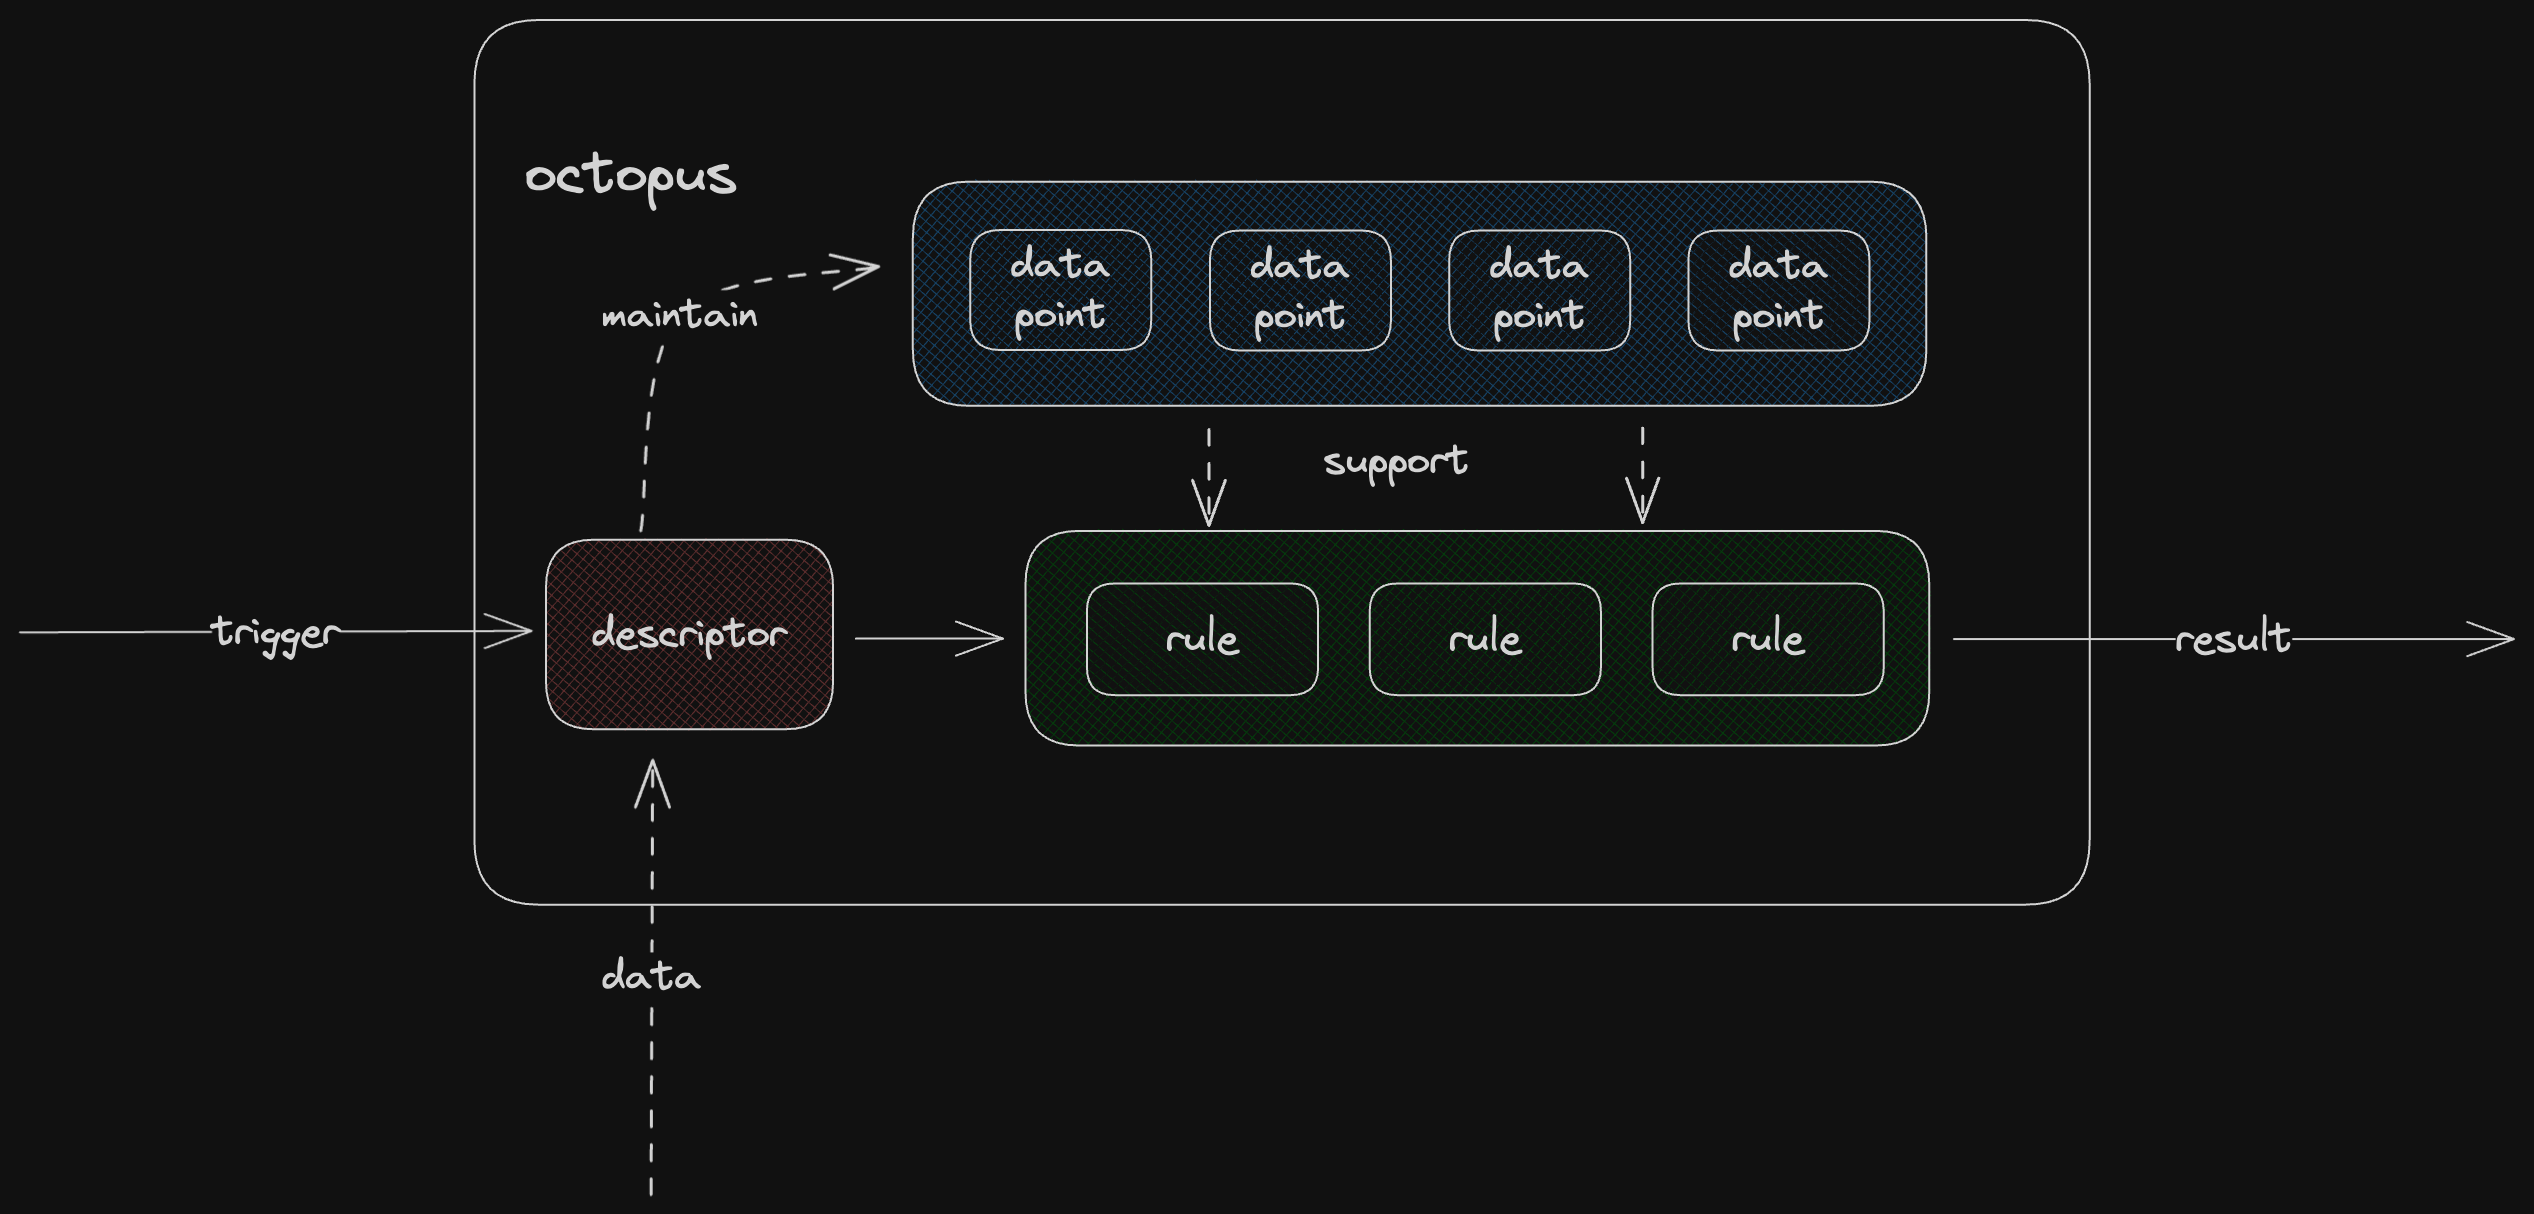 octopus
data
point
data
point
data
point
data
point
maintain
support
trigger
descriptor
rule
rule
rule
result
data